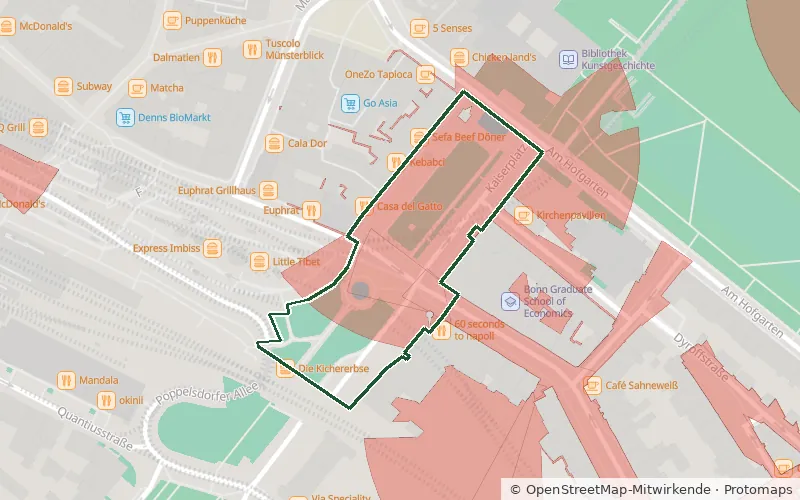 McDonald's
Puppenküche
5 Senses
Tuscolo
Münsterblick
Dalmatien
Chicken land's
Bibliothek
Kunstgeschichte
OneZo Tapioca
Subway
Matcha
Go Asia
Denns BioMarkt
Q Grill
Cala Dor
Sefa Beef Döner
Kebabci
Kaiserplatz
Am Hofgarten
Euphrat Grillhaus
McDonald's
Euphrat
Casa del Gatto
Kirchenpavillon
Express Imbiss
Little Tibet
Bonn Graduate
School of
Economics
Am Hofgarten
60 seconds
to napoli
Dyroffstraße
Die Kichererbse
Mandala
Poppelsdorfer Allee
Café Sahneweiß
okinii
Quantiusstraße
Via Speciality
© OpenStreetMap-Mitwirkende > Protomaps